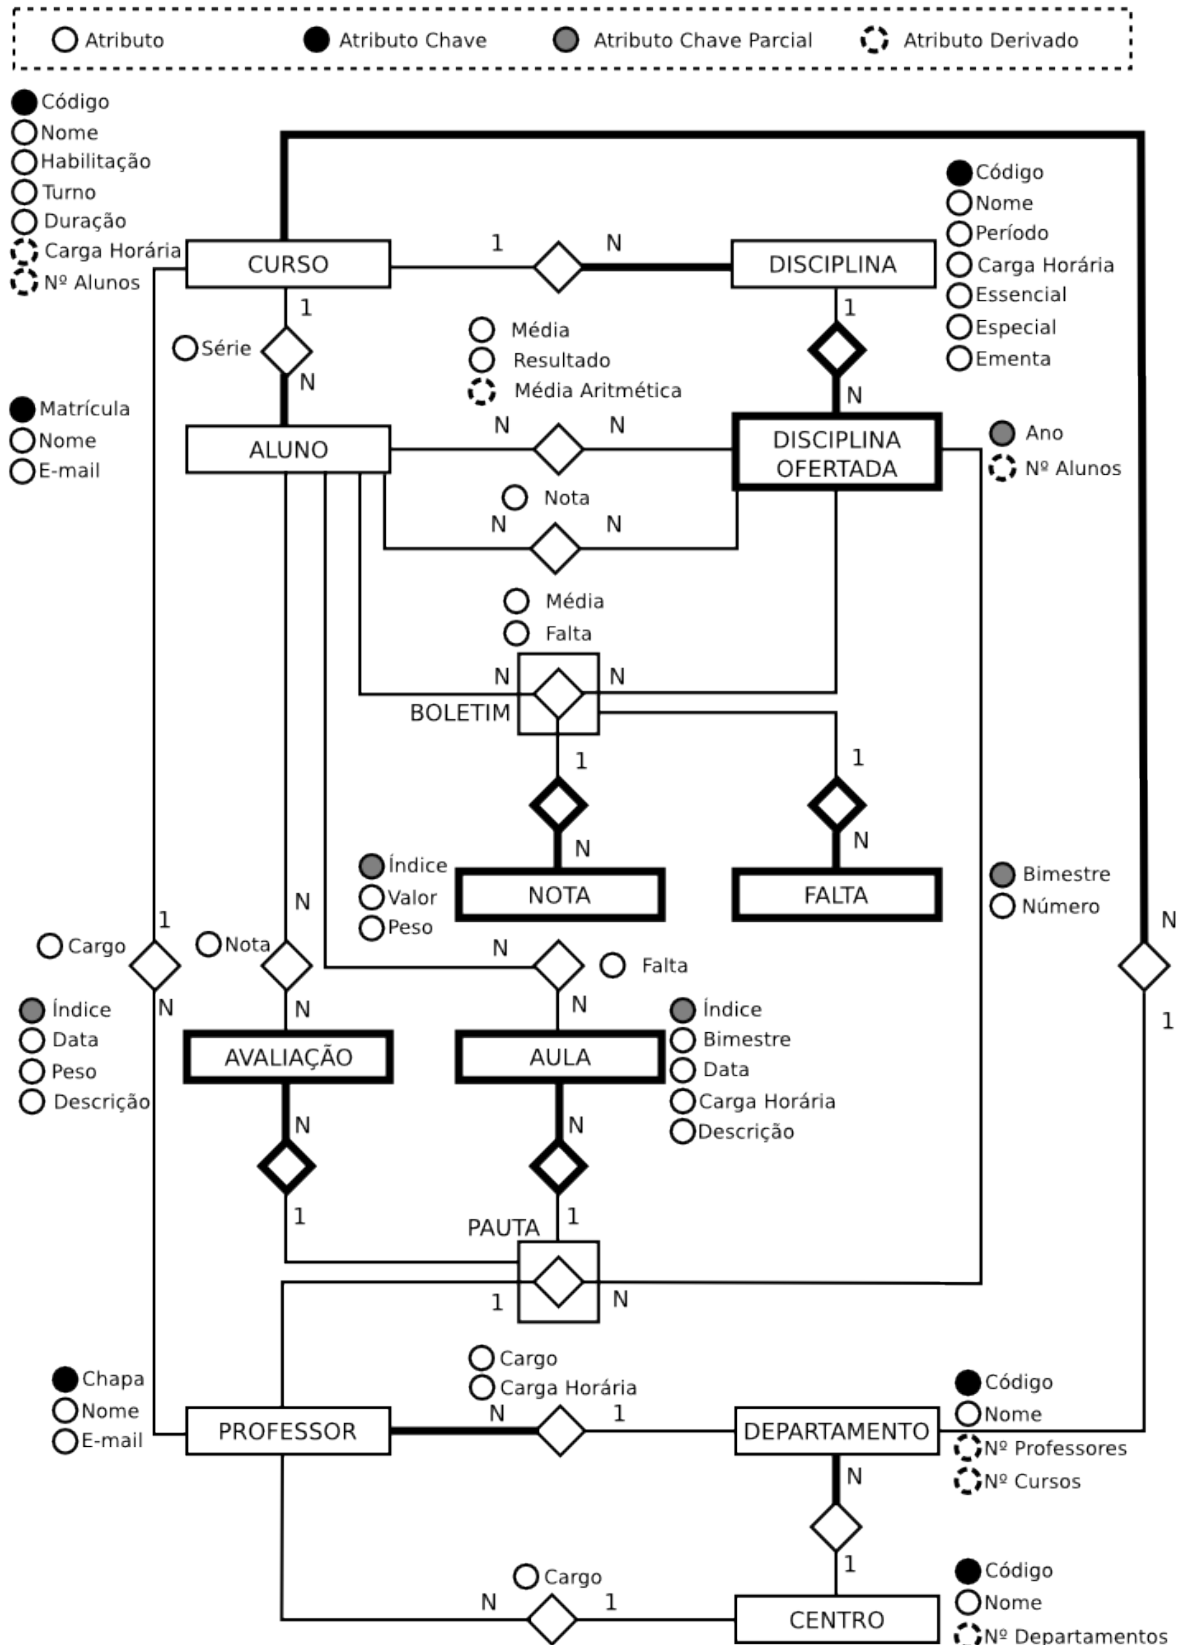 Atributo Atributo Chave Atributo Chave Parcial Atributo Derivado
Código
Nome
Habilitação
Turno
Duração
Carga Horária
Nº Alunos
CURSO
1
N
DISCIPLINA
Código
Nome
Período
Carga Horária
Essencial
Especial
Ementa
1
Série
N
1
N
Média
Resultado
Média Aritmética
Matrícula
Nome
E-mail
ALUNO
N
N
DISCIPLINA
OFERTADA
Ano
Nº Alunos
Nota
N
N
Média
Falta
N
N
BOLETIM
1
1
N
N
Índice
Valor
Peso
NOTA
FALTA
Bimestre
Número
1
Cargo
N
N
Nota
N
N
Falta
N
N
1
Índice
Data
Peso
Descrição
AVALIAÇÃO
AULA
Índice
Bimestre
Data
Carga Horária
Descrição
N
N
1
1
PAUTA
1
N
Chapa
Nome
E-mail
PROFESSOR
Cargo
Carga Horária
N
1
DEPARTAMENTO
Código
Nome
Nº Professores
Nº Cursos
N
1
Cargo
N
1
CENTRO
Código
Nome
Nº Departamentos